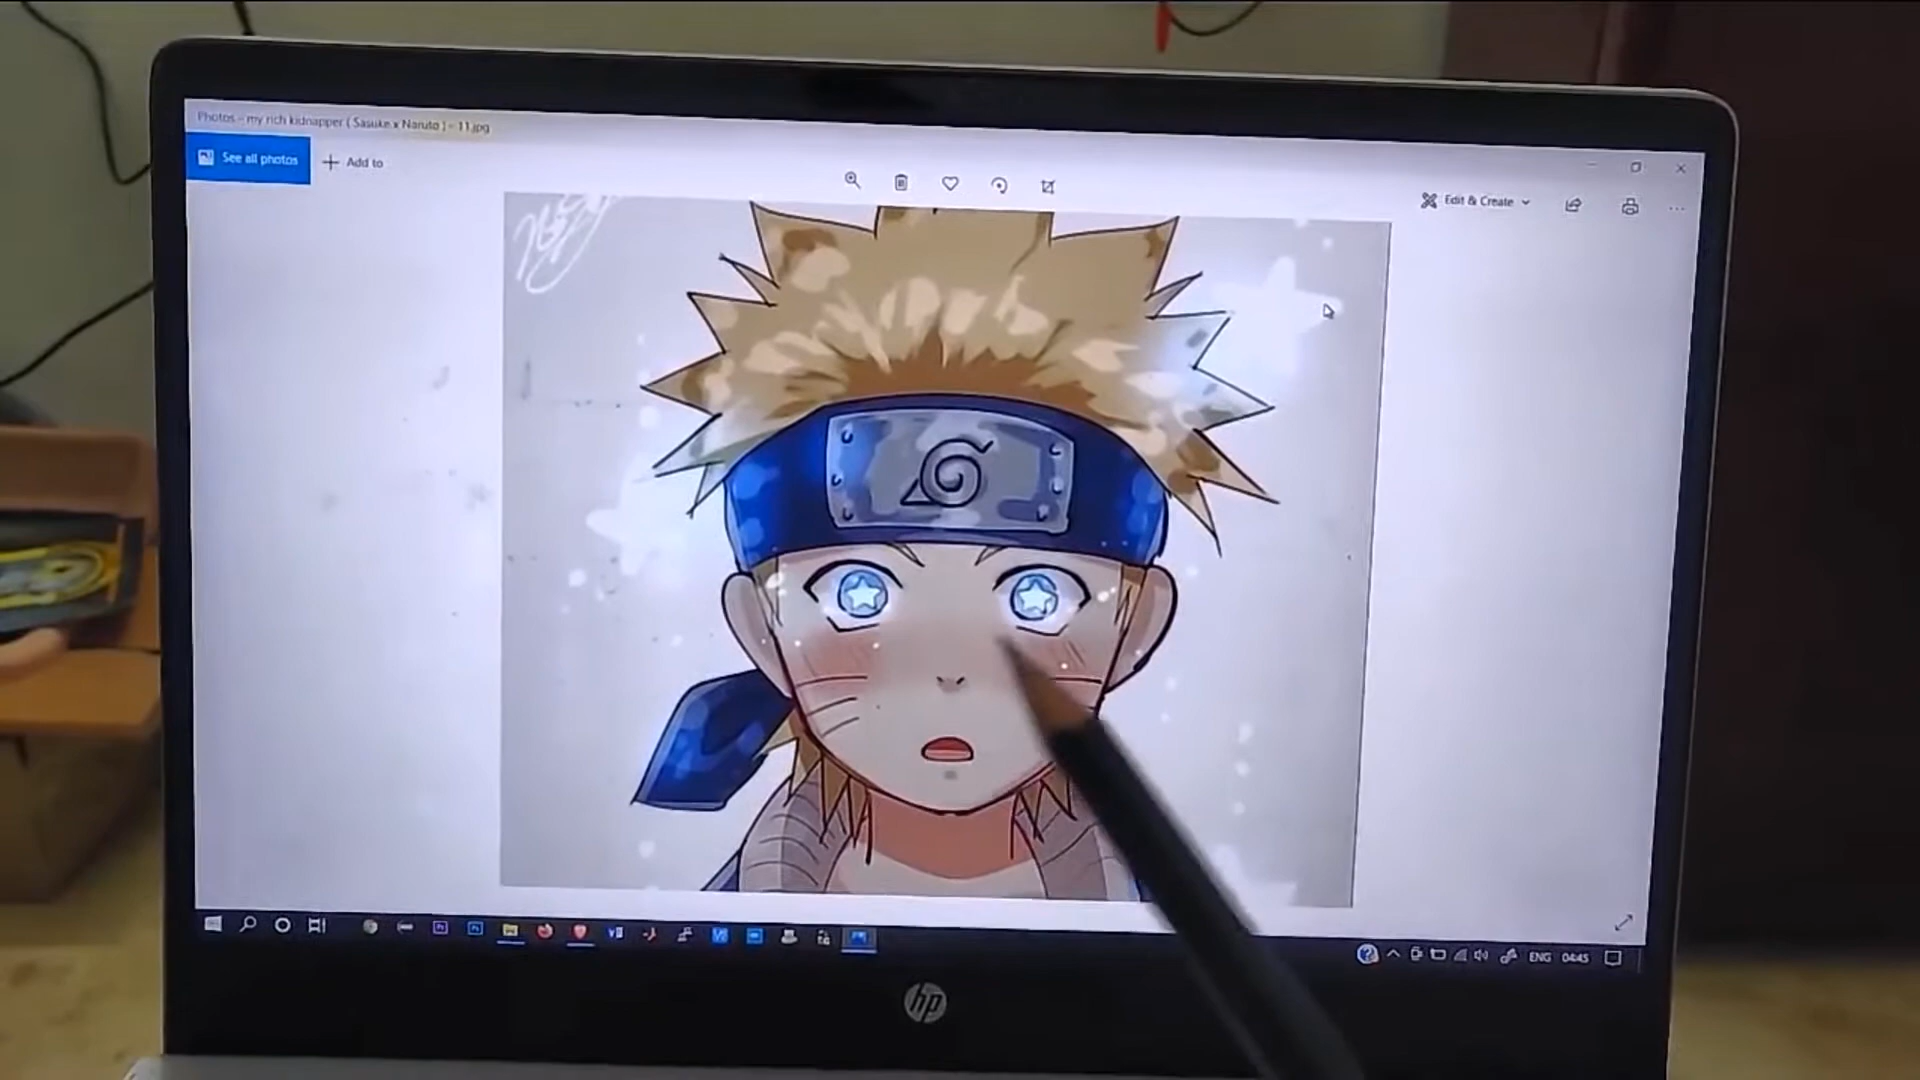 Photos - my rich kidnapper ( Sasuke x Naruto ) - 11.jpg
See all photos
Add to
Edit & Create
ENG 04:45
hp